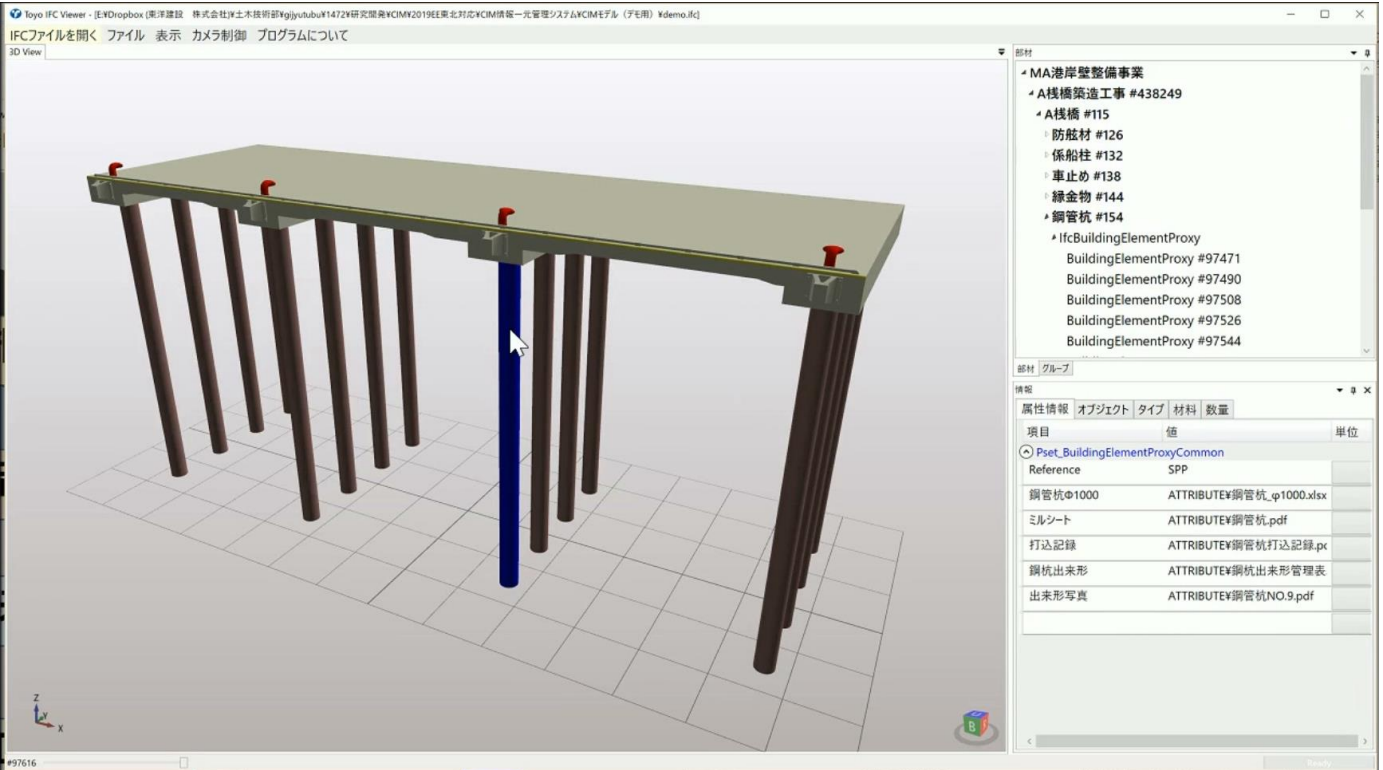 Toyo IFC Viewer - [E:¥Dropbox (東洋建設 株式会社)¥土木技術部¥gijyutubu¥1472¥研究開発¥CIM¥2019EE東北対応¥CIM情報一元管理システム¥CIMモデル（デモ用）¥demo.ifc]
IFCファイルを開く ファイル 表示 カメラ制御 プログラムについて
3D View
部材
MA港岸壁整備事業
A桟橋築造工事 #438249
A桟橋 #115
防舷材 #126
係船柱 #132
車止め #138
縁金物 #144
鋼管杭 #154
IfcBuildingElementProxy
BuildingElementProxy #97471
BuildingElementProxy #97490
BuildingElementProxy #97508
BuildingElementProxy #97526
BuildingElementProxy #97544
部材 グループ
情報
属性情報 オブジェクト タイプ 材料 数量
項目 値 単位
Pset_BuildingElementProxyCommon
Reference SPP
鋼管杭Φ1000 ATTRIBUTE¥鋼管杭_φ1000.xlsx
ミルシート ATTRIBUTE¥鋼管杭.pdf
打込記録 ATTRIBUTE¥鋼管杭打込記録.pc
鋼杭出来形 ATTRIBUTE¥鋼杭出来形管理表
出来形写真 ATTRIBUTE¥鋼管杭NO.9.pdf
Z
Y
X
B
#97616
Ready